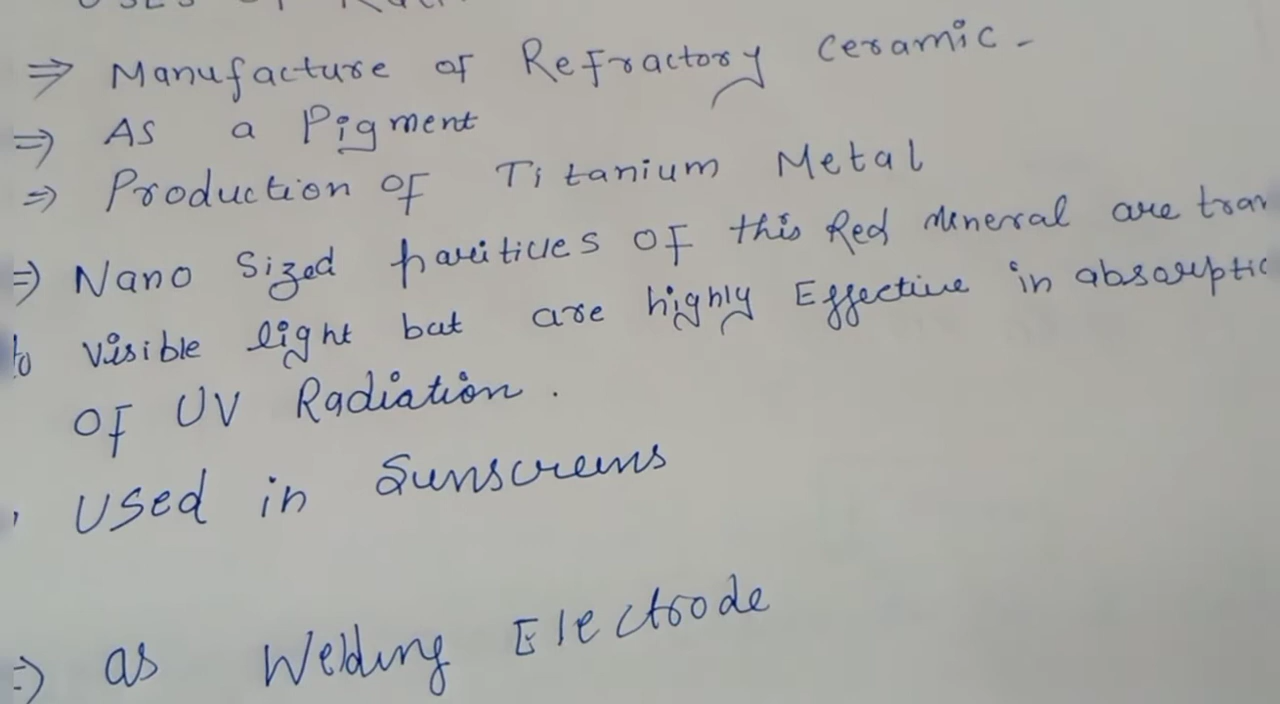 ⇒ Manufacture of Refractory ceramic -
⇒ AS a Pigment
⇒ Production OF Titanium Metal
⇒ Nano Sized particles OF this Red Mineral are tran
to visible light but are highly Effective in absorptio
OF UV Radiation .
Used in Sunscreens
⇒ as Welding Electrode